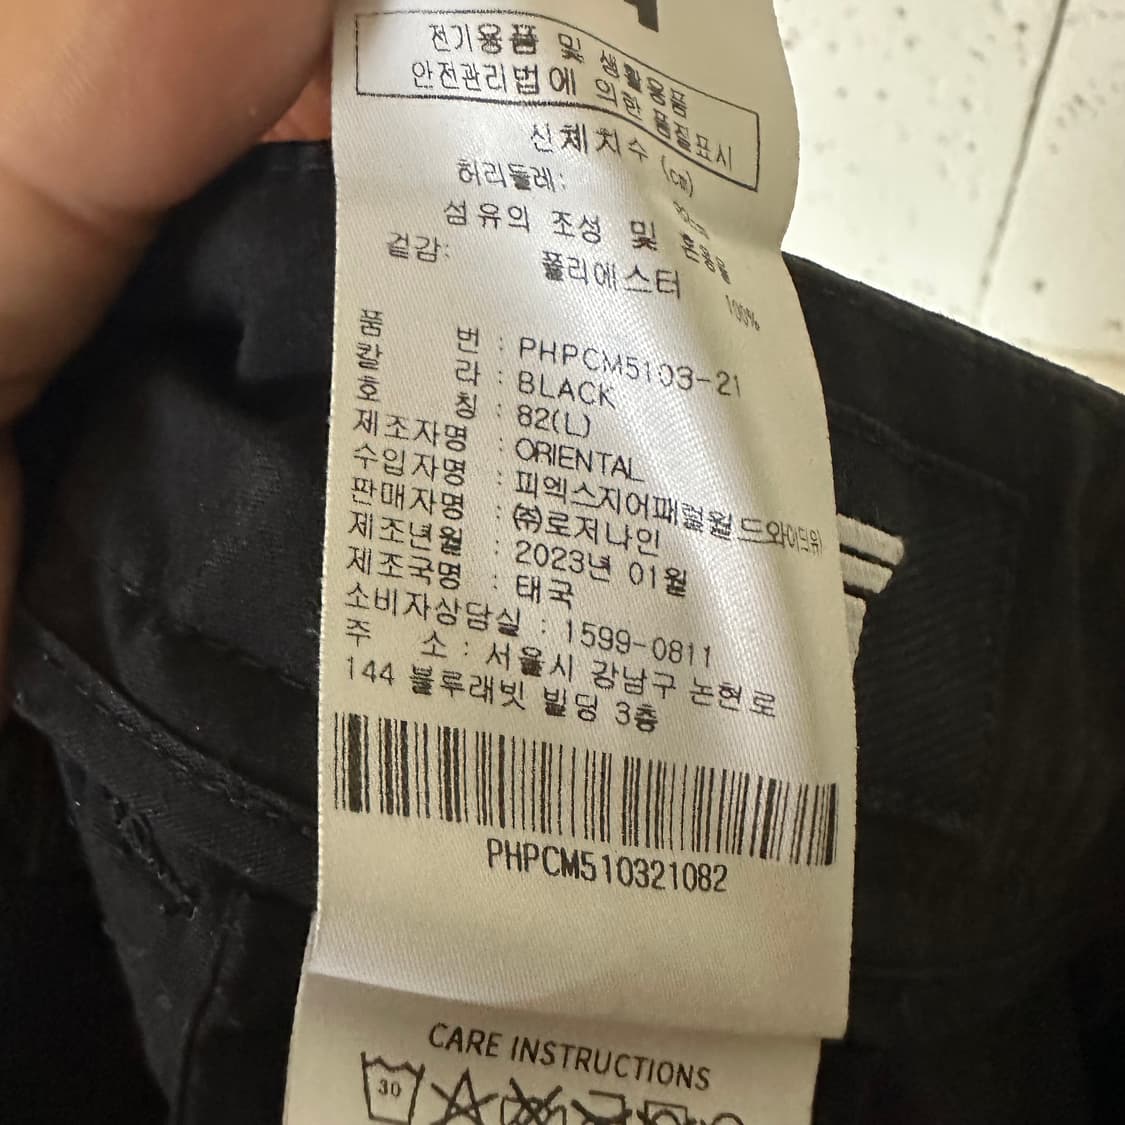 전기용품 및 생활용품
안전관리법에 의한 품질표시
신체치수 (cm)
허리둘레:
섬유의 조성 및 혼용율
겉감: 폴리에스터 100%
품 번 : PHPCM5103-21
칼 라 : BLACK
호 칭 : 82(L)
제조자명 : ORIENTAL
수입자명 : 피엑스지어패럴월드와이드유)
판매자명 : ㈜로저나인
제조년월 : 2023년 01월
제조국명 : 태국
소비자상담실 : 1599-0811
주 소 : 서울시 강남구 논현로
144 블루래빗 빌딩 3층
PHPCM510321082
CARE INSTRUCTIONS
30